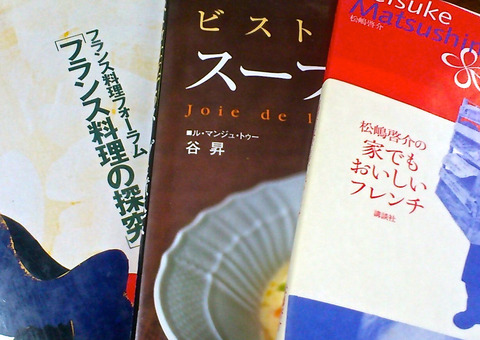 フランス料理フォーラム
「フランス料理の探究」
ビスト
スープ
Joie de l
■ル・マンジュ・トゥー
谷 昇
eisuke
Matsushim
松嶋啓介
松嶋啓介の
家でも
おいしい
フレンチ
講談社